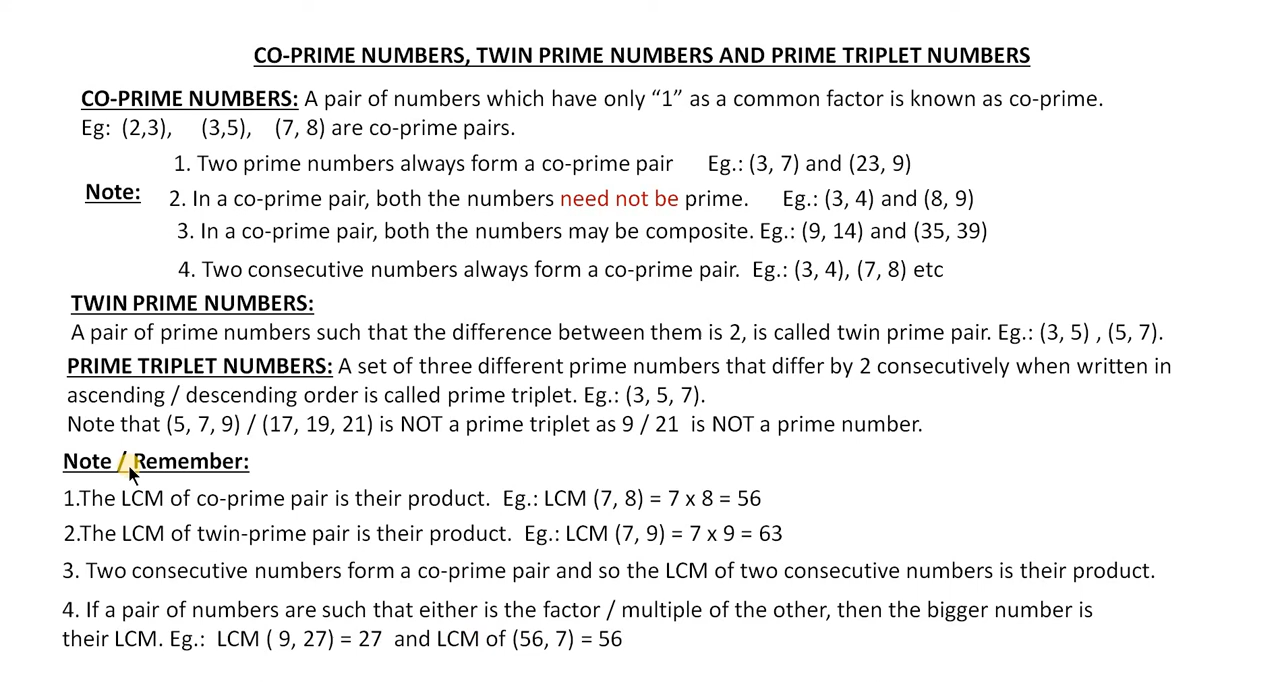 CO-PRIME NUMBERS, TWIN PRIME NUMBERS AND PRIME TRIPLET NUMBERS
CO-PRIME NUMBERS: A pair of numbers which have only “1” as a common factor is known as co-prime.
Eg: (2,3), (3,5), (7, 8) are co-prime pairs.
1. Two prime numbers always form a co-prime pair Eg.: (3, 7) and (23, 9)
Note: 2. In a co-prime pair, both the numbers need not be prime. Eg.: (3, 4) and (8, 9)
3. In a co-prime pair, both the numbers may be composite. Eg.: (9, 14) and (35, 39)
4. Two consecutive numbers always form a co-prime pair. Eg.: (3, 4), (7, 8) etc
TWIN PRIME NUMBERS:
A pair of prime numbers such that the difference between them is 2, is called twin prime pair. Eg.: (3, 5) , (5, 7).
PRIME TRIPLET NUMBERS: A set of three different prime numbers that differ by 2 consecutively when written in
ascending / descending order is called prime triplet. Eg.: (3, 5, 7).
Note that (5, 7, 9) / (17, 19, 21) is NOT a prime triplet as 9 / 21 is NOT a prime number.
Note / Remember:
1.The LCM of co-prime pair is their product. Eg.: LCM (7, 8) = 7 x 8 = 56
2.The LCM of twin-prime pair is their product. Eg.: LCM (7, 9) = 7 x 9 = 63
3. Two consecutive numbers form a co-prime pair and so the LCM of two consecutive numbers is their product.
4. If a pair of numbers are such that either is the factor / multiple of the other, then the bigger number is
their LCM. Eg.: LCM ( 9, 27) = 27 and LCM of (56, 7) = 56